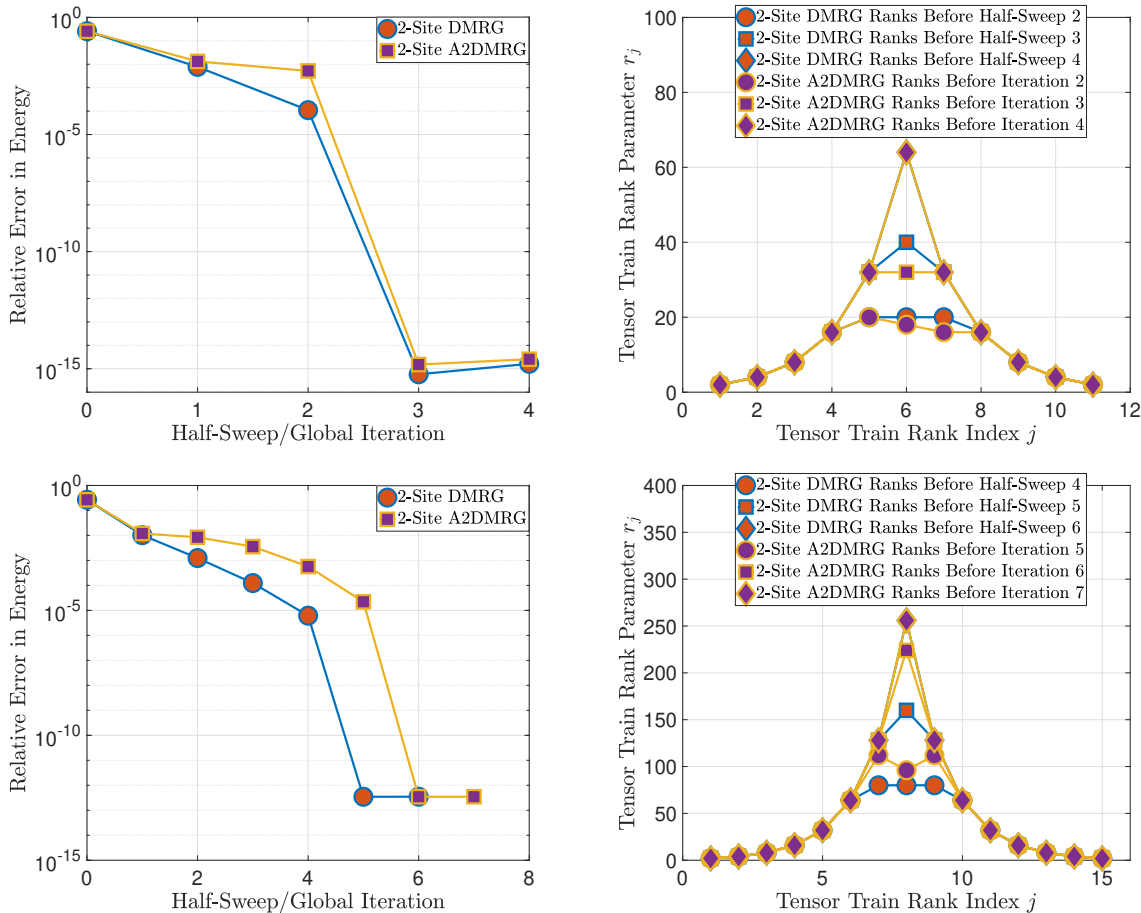 2-Site DMRG
2-Site A2DMRG
Relative Error in Energy
10^0
10^-5
10^-10
10^-15
0 1 2 3 4
Half-Sweep/Global Iteration
2-Site DMRG Ranks Before Half-Sweep 2
2-Site DMRG Ranks Before Half-Sweep 3
2-Site DMRG Ranks Before Half-Sweep 4
2-Site A2DMRG Ranks Before Iteration 2
2-Site A2DMRG Ranks Before Iteration 3
2-Site A2DMRG Ranks Before Iteration 4
Tensor Train Rank Parameter r_j
100
80
60
40
20
0
0 2 4 6 8 10 12
Tensor Train Rank Index j
2-Site DMRG
2-Site A2DMRG
Relative Error in Energy
10^0
10^-5
10^-10
10^-15
0 2 4 6 8
Half-Sweep/Global Iteration
2-Site DMRG Ranks Before Half-Sweep 4
2-Site DMRG Ranks Before Half-Sweep 5
2-Site DMRG Ranks Before Half-Sweep 6
2-Site A2DMRG Ranks Before Iteration 5
2-Site A2DMRG Ranks Before Iteration 6
2-Site A2DMRG Ranks Before Iteration 7
Tensor Train Rank Parameter r_j
400
350
300
250
200
150
100
50
0
0 5 10 15
Tensor Train Rank Index j